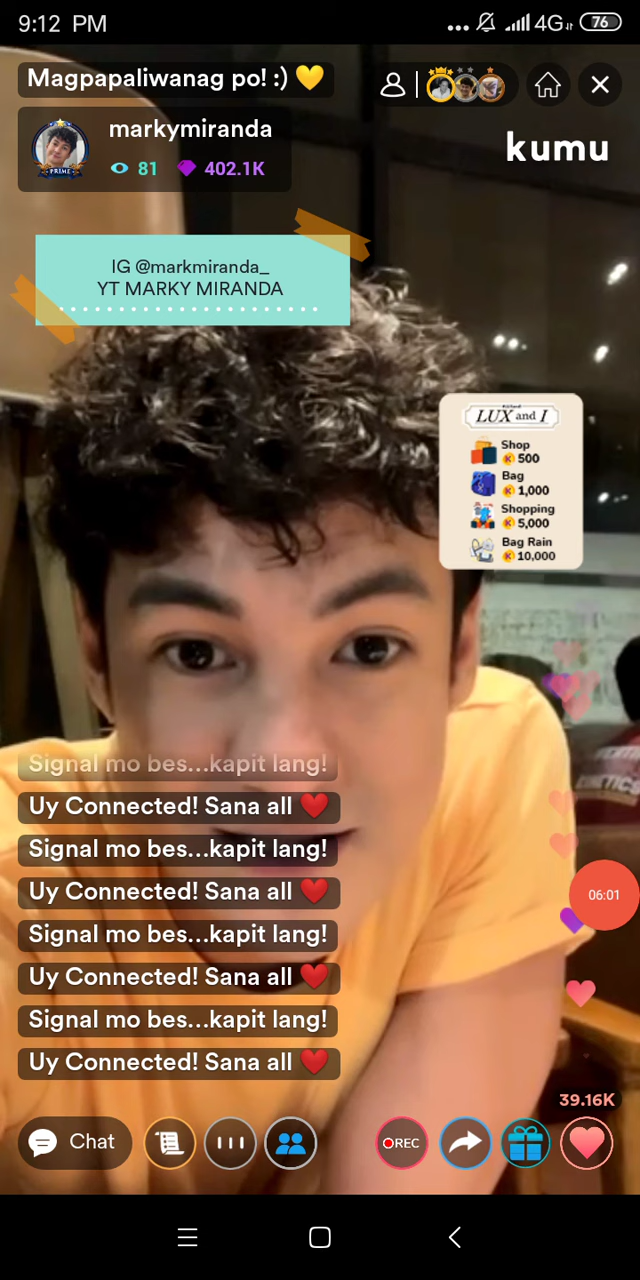 9:12 PM
4G
76
Magpapaliwanag po! :) 💛
markymiranda
PRIME
81
402.1K
kumu
IG @markmiranda_
YT MARKY MIRANDA
LUX and I
Shop
500
Bag
1,000
Shopping
5,000
Bag Rain
10,000
Signal mo bes...kapit lang!
Uy Connected! Sana all ❤️
Signal mo bes...kapit lang!
Uy Connected! Sana all ❤️
Signal mo bes...kapit lang!
Uy Connected! Sana all ❤️
Signal mo bes...kapit lang!
Uy Connected! Sana all ❤️
06:01
39.16K
Chat
REC